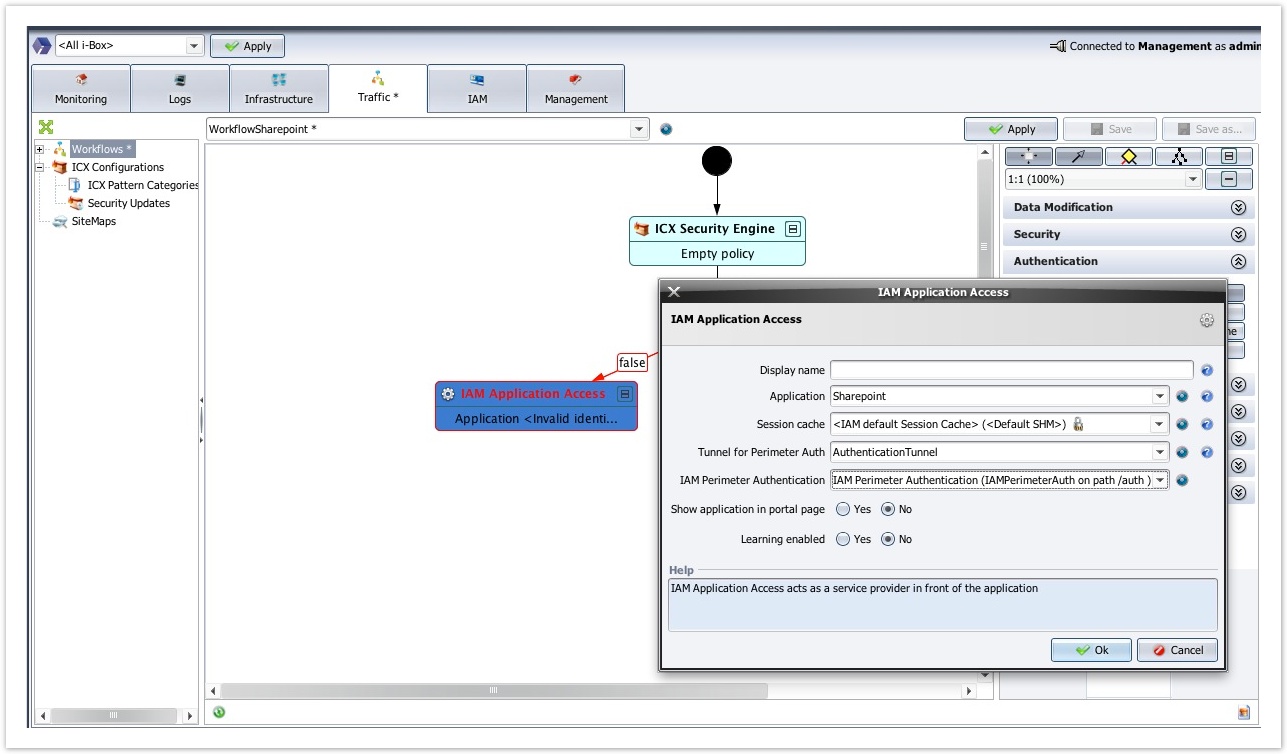 <All i-Box>
Apply
Connected to Management as admin
Monitoring
Logs
Infrastructure
Traffic *
IAM
Management
WorkflowSharepoint *
Apply
Save
Save as...
Workflows *
ICX Configurations
ICX Pattern Categories
Security Updates
SiteMaps
1:1 (100%)
Data Modification
Security
Authentication
ICX Security Engine
Empty policy
false
IAM Application Access
Application <Invalid identi...
IAM Application Access
IAM Application Access
Display name
Application Sharepoint
Session cache <IAM default Session Cache> (<Default SHM>)
Tunnel for Perimeter Auth AuthenticationTunnel
IAM Perimeter Authentication IAM Perimeter Authentication (IAMPerimeterAuth on path /auth )
Show application in portal page Yes No
Learning enabled Yes No
Help
IAM Application Access acts as a service provider in front of the application
Ok
Cancel